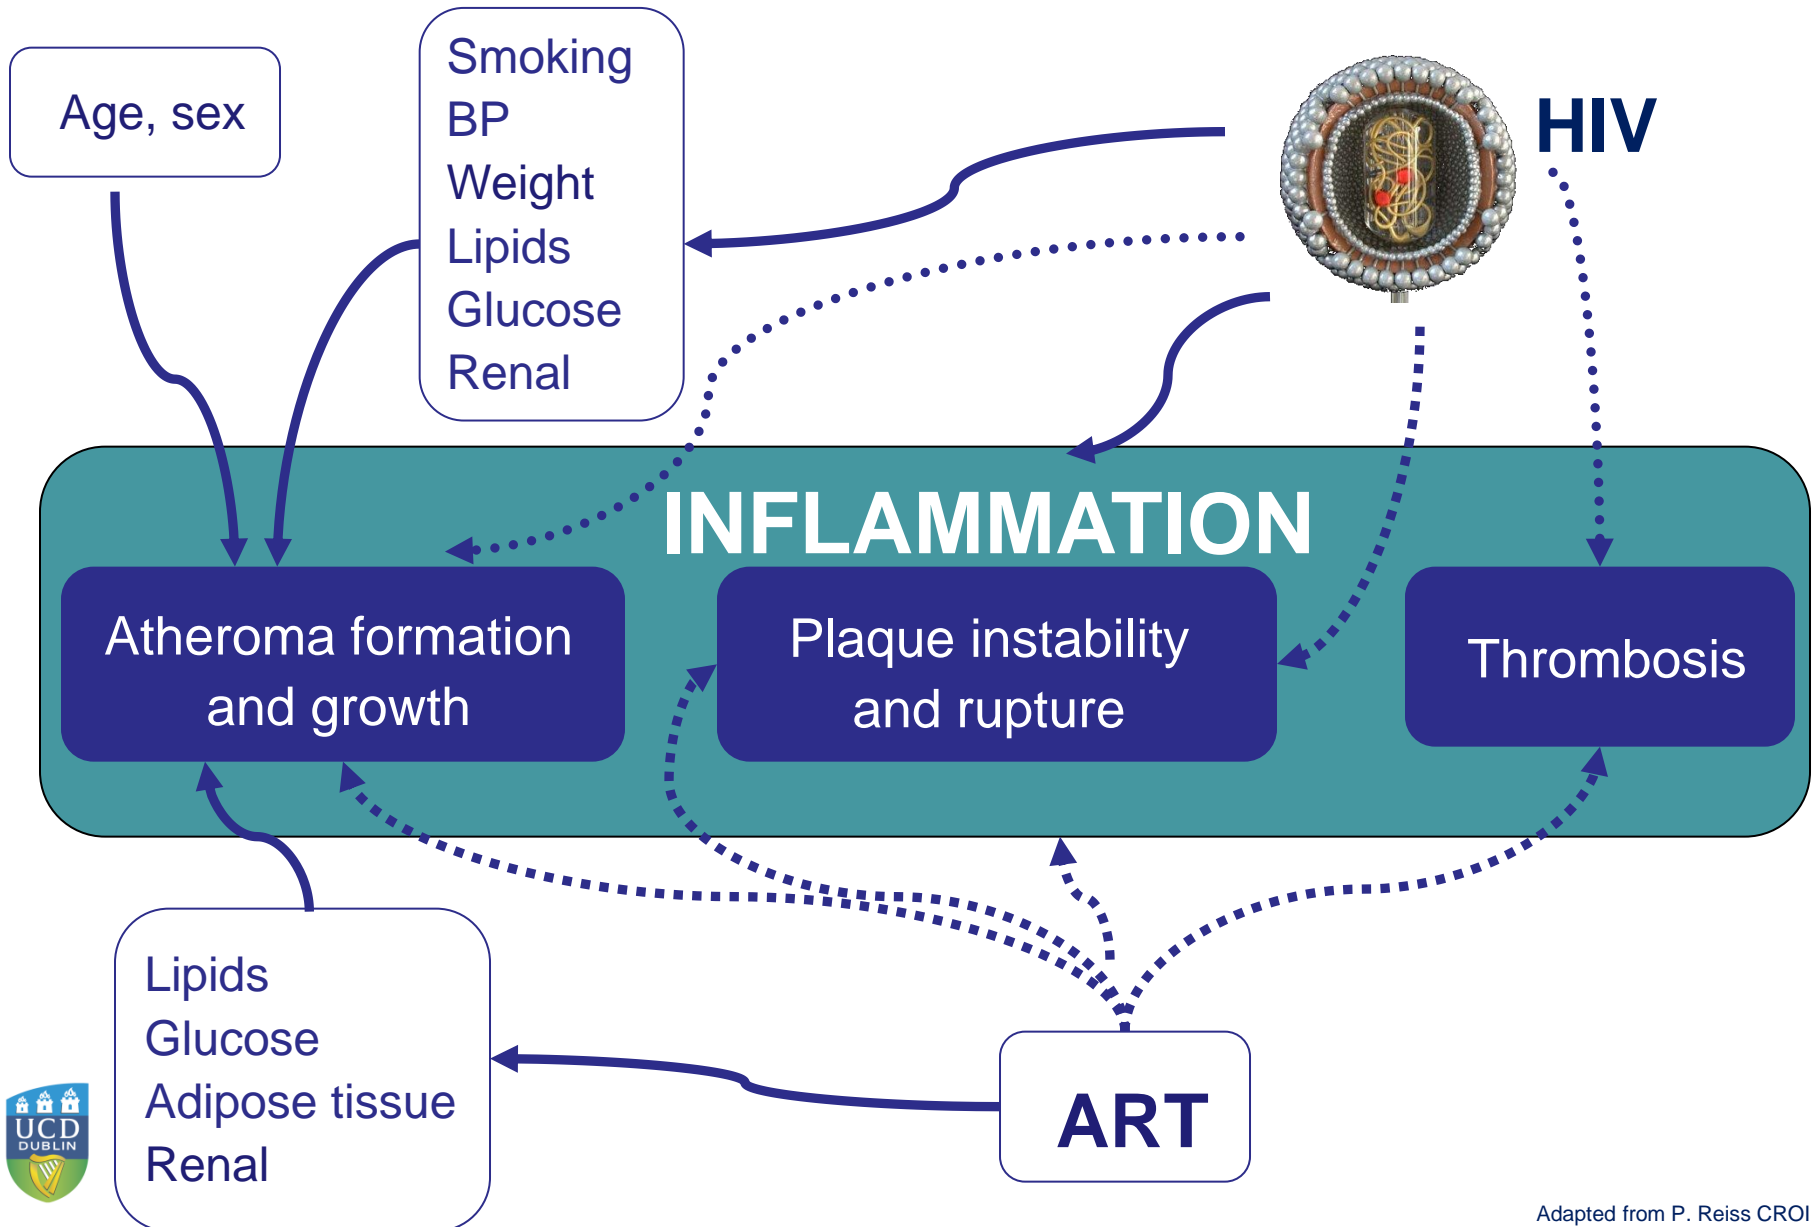 Age, sex
Smoking
BP
Weight
Lipids
Glucose
Renal
HIV
INFLAMMATION
Atheroma formation
and growth
Plaque instability
and rupture
Thrombosis
Lipids
Glucose
Adipose tissue
Renal
ART
UCD
DUBLIN
Adapted from P. Reiss CROI